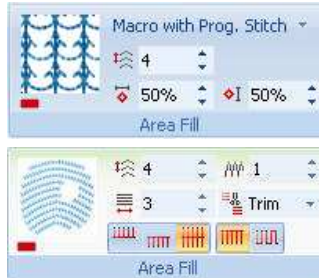 Macro with Prog. Stitch
4
50% 50%
Area Fill
4 1
3 Trim
Area Fill